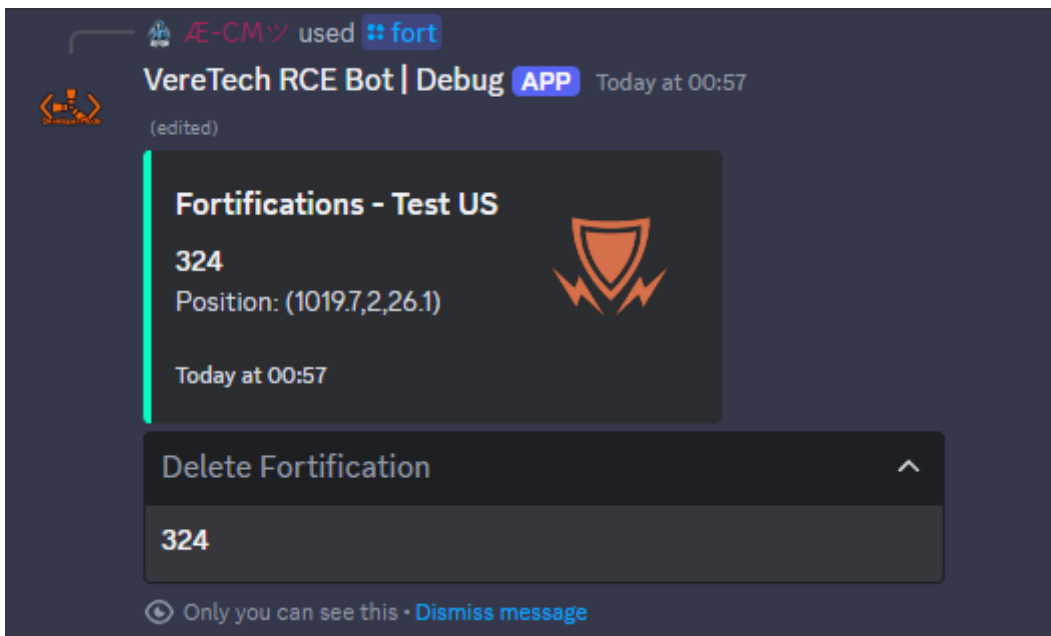 Æ-CMツ used fort
VereTech RCE Bot | Debug APP Today at 00:57
(edited)
Fortifications - Test US
324
Position: (1019.7,2,26.1)
Today at 00:57
Delete Fortification
324
Only you can see this • Dismiss message